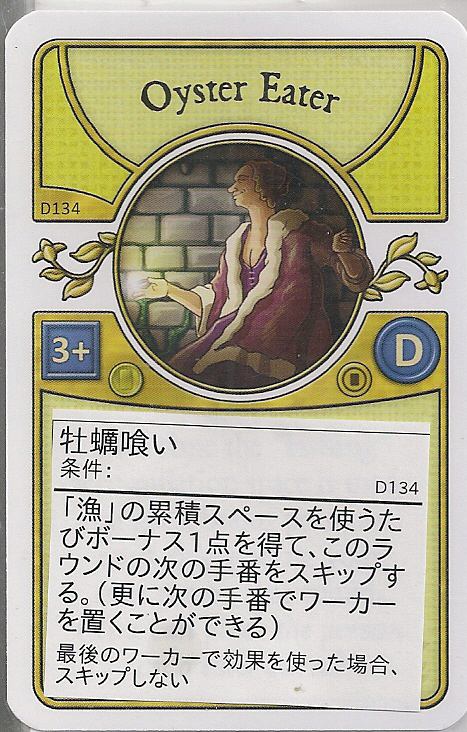 Oyster Eater
D134
3+
D
牡蠣喰い
条件:
D134
「漁」の累積スペースを使うた
びボーナス1点を得て、このラ
ウンドの次の手番をスキップす
る。(更に次の手番でワーカー
を置くことができる)
最後のワーカーで効果を使った場合、
スキップしない